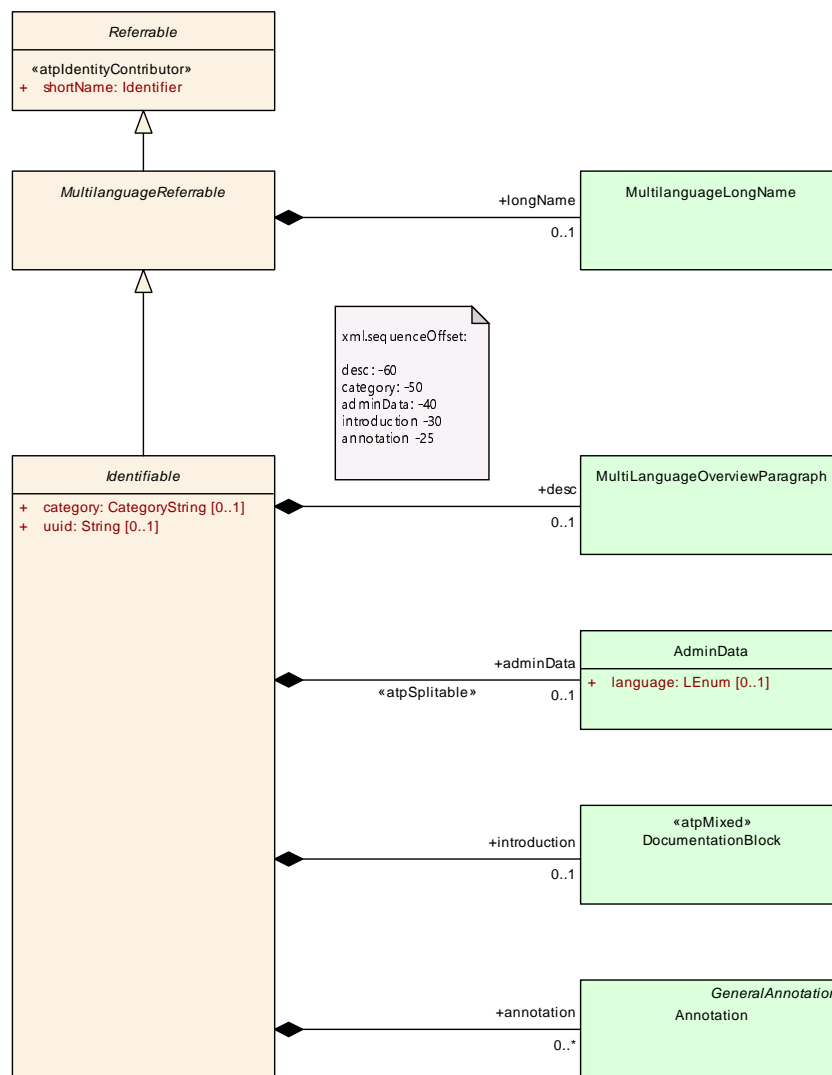 Referrable
«atpIdentityContributor»
+ shortName: Identifier
MultilanguageReferrable
+longName
0..1
MultilanguageLongName
xml.sequenceOffset:
desc: -60
category: -50
adminData: -40
introduction -30
annotation -25
Identifiable
+ category: CategoryString [0..1]
+ uuid: String [0..1]
+desc
0..1
MultiLanguageOverviewParagraph
+adminData
«atpSplitable»
0..1
AdminData
+ language: LEnum [0..1]
+introduction
0..1
«atpMixed»
DocumentationBlock
+annotation
0..*
GeneralAnnotation
Annotation